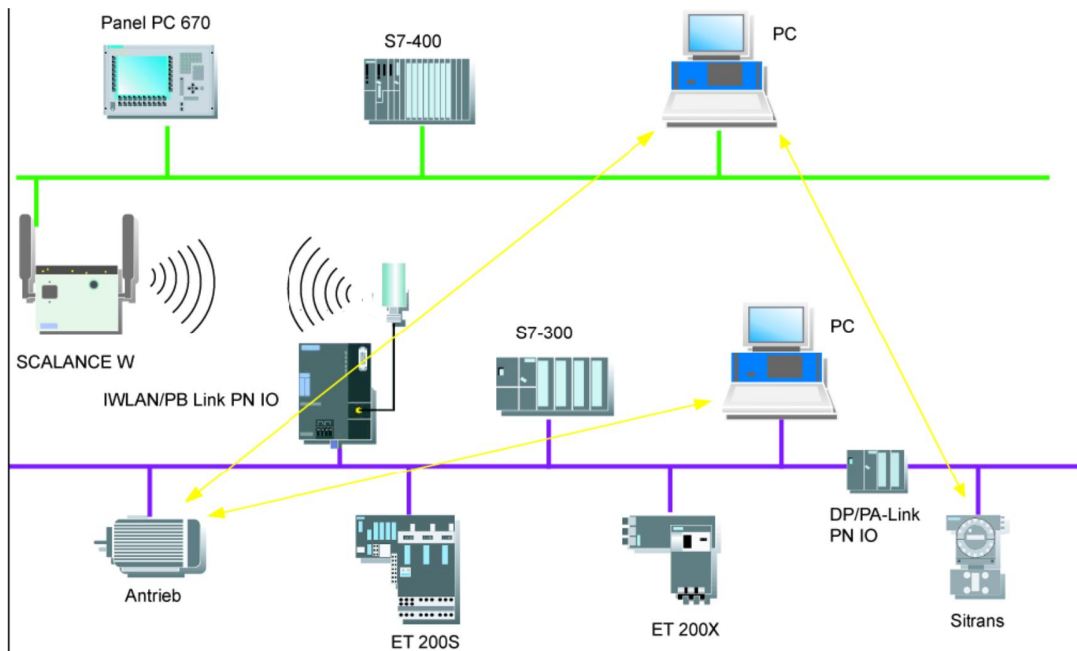 Panel PC 670
S7-400
PC
SCALANCE W
IWLAN/PB Link PN IO
S7-300
PC
DP/PA-Link
PN IO
Antrieb
ET 200S
ET 200X
Sitrans